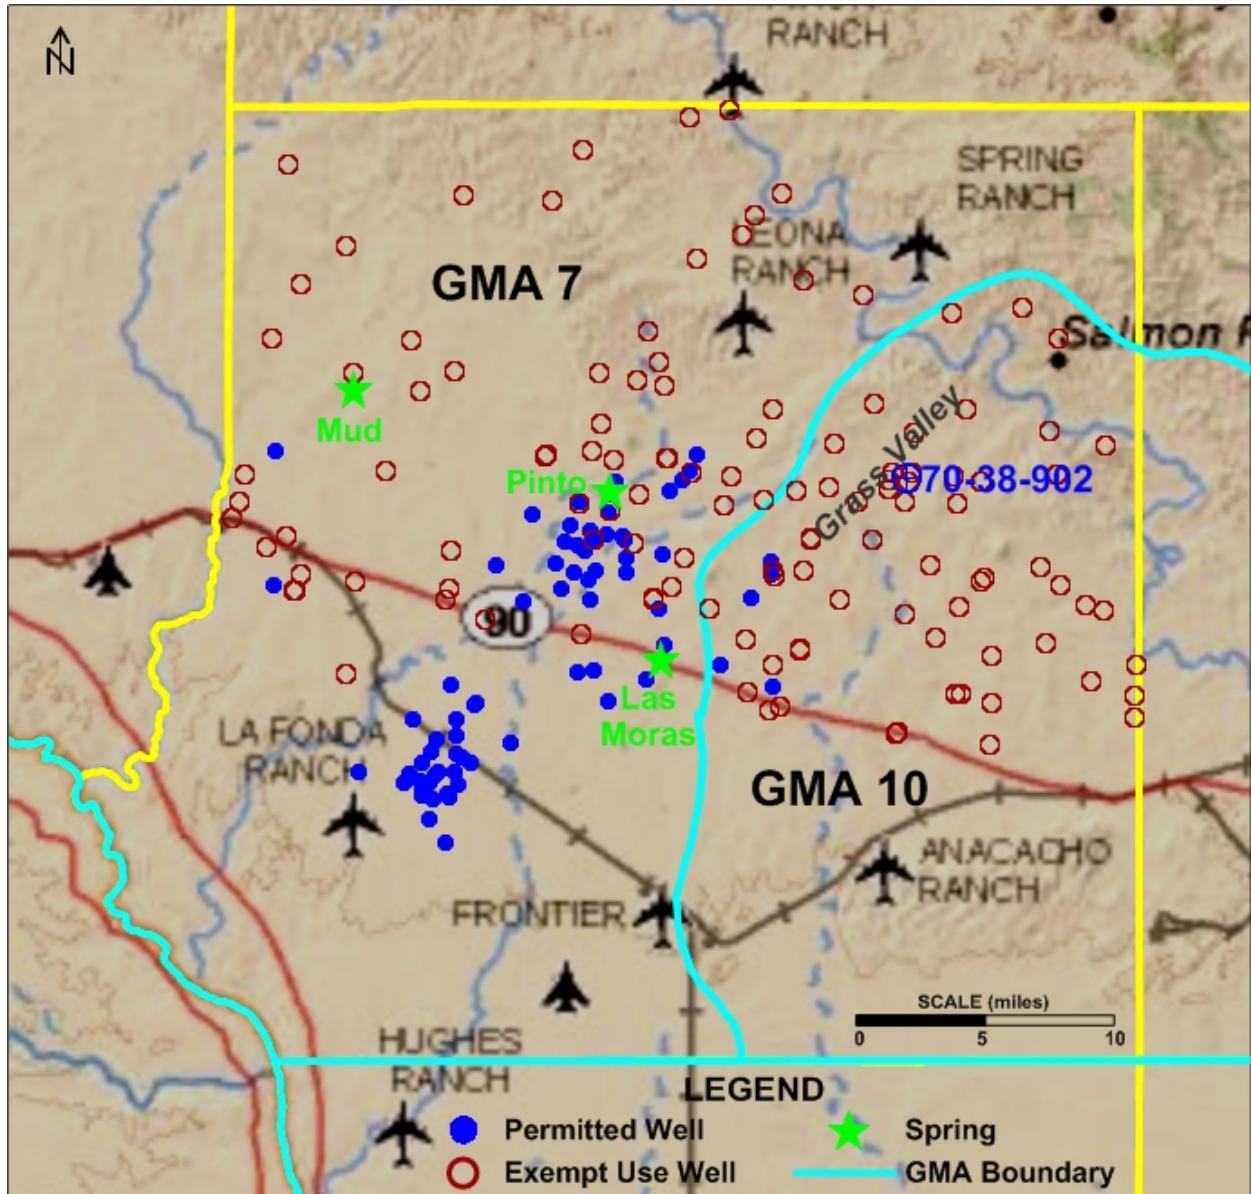 RANCH
N
SPRING
RANCH
LEONA
RANCH
GMA 7
Salmon
Mud
Grass Valley
Pinto
70-38-902
90
Las
Moras
LA FONDA
RANCH
GMA 10
ANACACHO
RANCH
FRONTIER
SCALE (miles)
0 5 10
HUGHES
RANCH
LEGEND
Permitted Well
Spring
Exempt Use Well
GMA Boundary